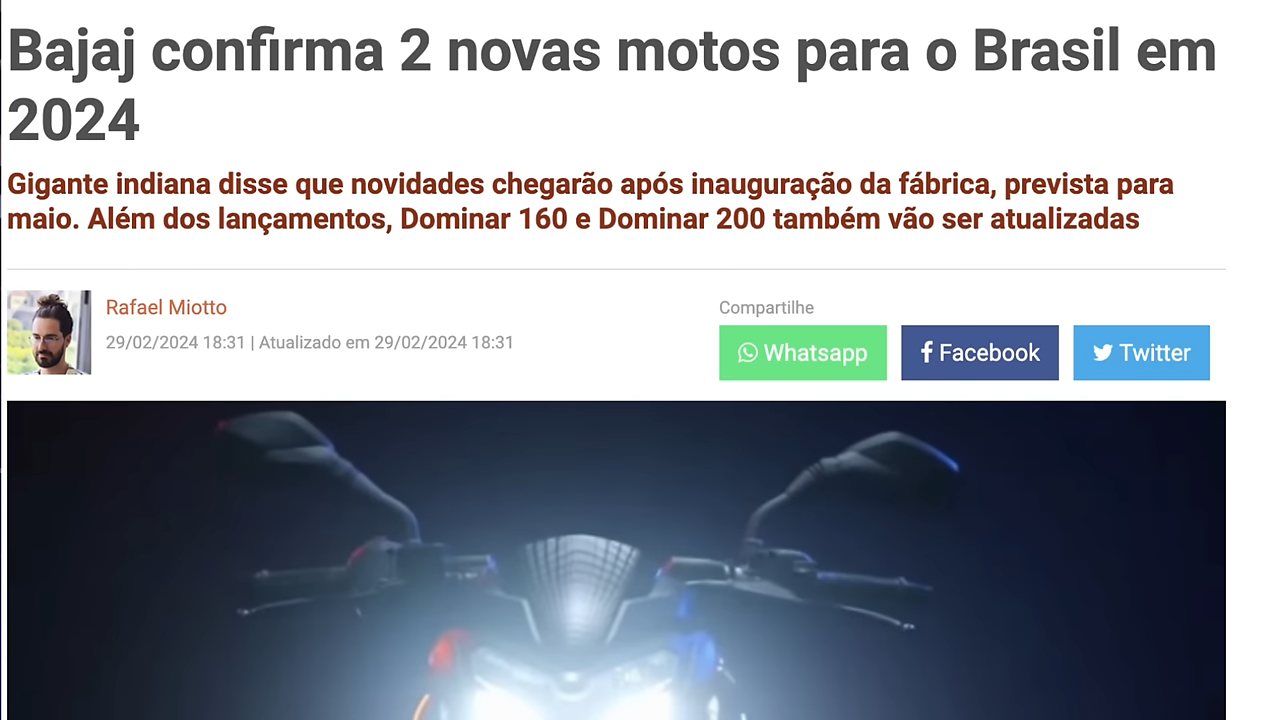 Bajaj confirma 2 novas motos para o Brasil em
2024
Gigante indiana disse que novidades chegarão após inauguração da fábrica, prevista para
maio. Além dos lançamentos, Dominar 160 e Dominar 200 também vão ser atualizadas
Rafael Miotto
29/02/2024 18:31 | Atualizado em 29/02/2024 18:31
Compartilhe
Whatsapp
Facebook
Twitter